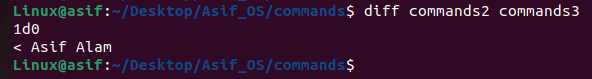 Linux@asif:~/Desktop/Asif_OS/commands$ diff commands2 commands3
1d0
< Asif Alam
Linux@asif:~/Desktop/Asif_OS/commands$